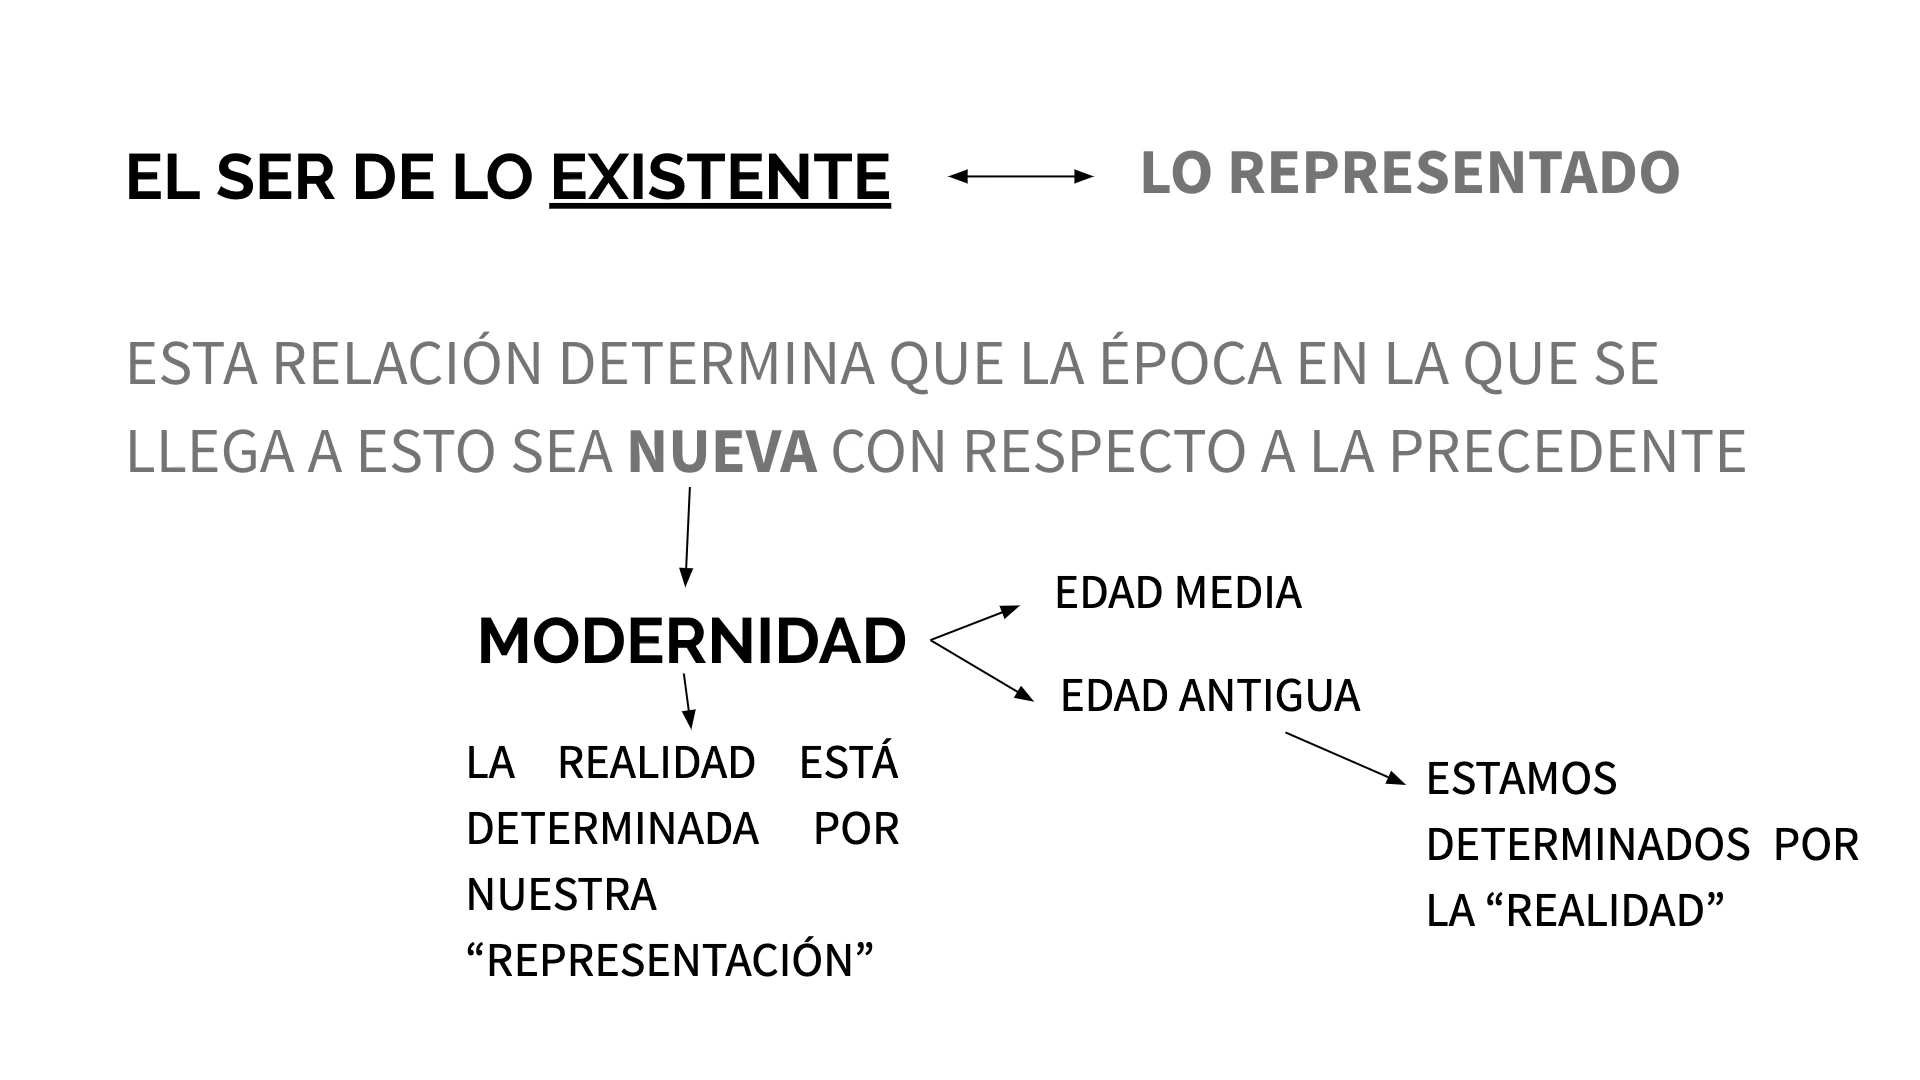 EL SER DE LO EXISTENTE
LO REPRESENTADO
ESTA RELACIÓN DETERMINA QUE LA ÉPOCA EN LA QUE SE
LLEGA A ESTO SEA NUEVA CON RESPECTO A LA PRECEDENTE
MODERNIDAD
EDAD MEDIA
EDAD ANTIGUA
LA REALIDAD ESTÁ
DETERMINADA POR
NUESTRA
“REPRESENTACIÓN”
ESTAMOS
DETERMINADOS POR
LA “REALIDAD”